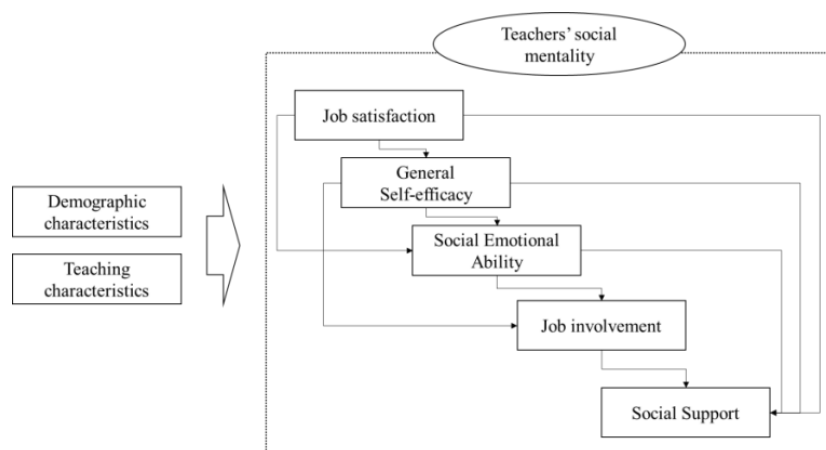 Teachers’ social
mentality
Job satisfaction
General
Self-efficacy
Demographic
characteristics
Social Emotional
Ability
Teaching
characteristics
Job involvement
Social Support